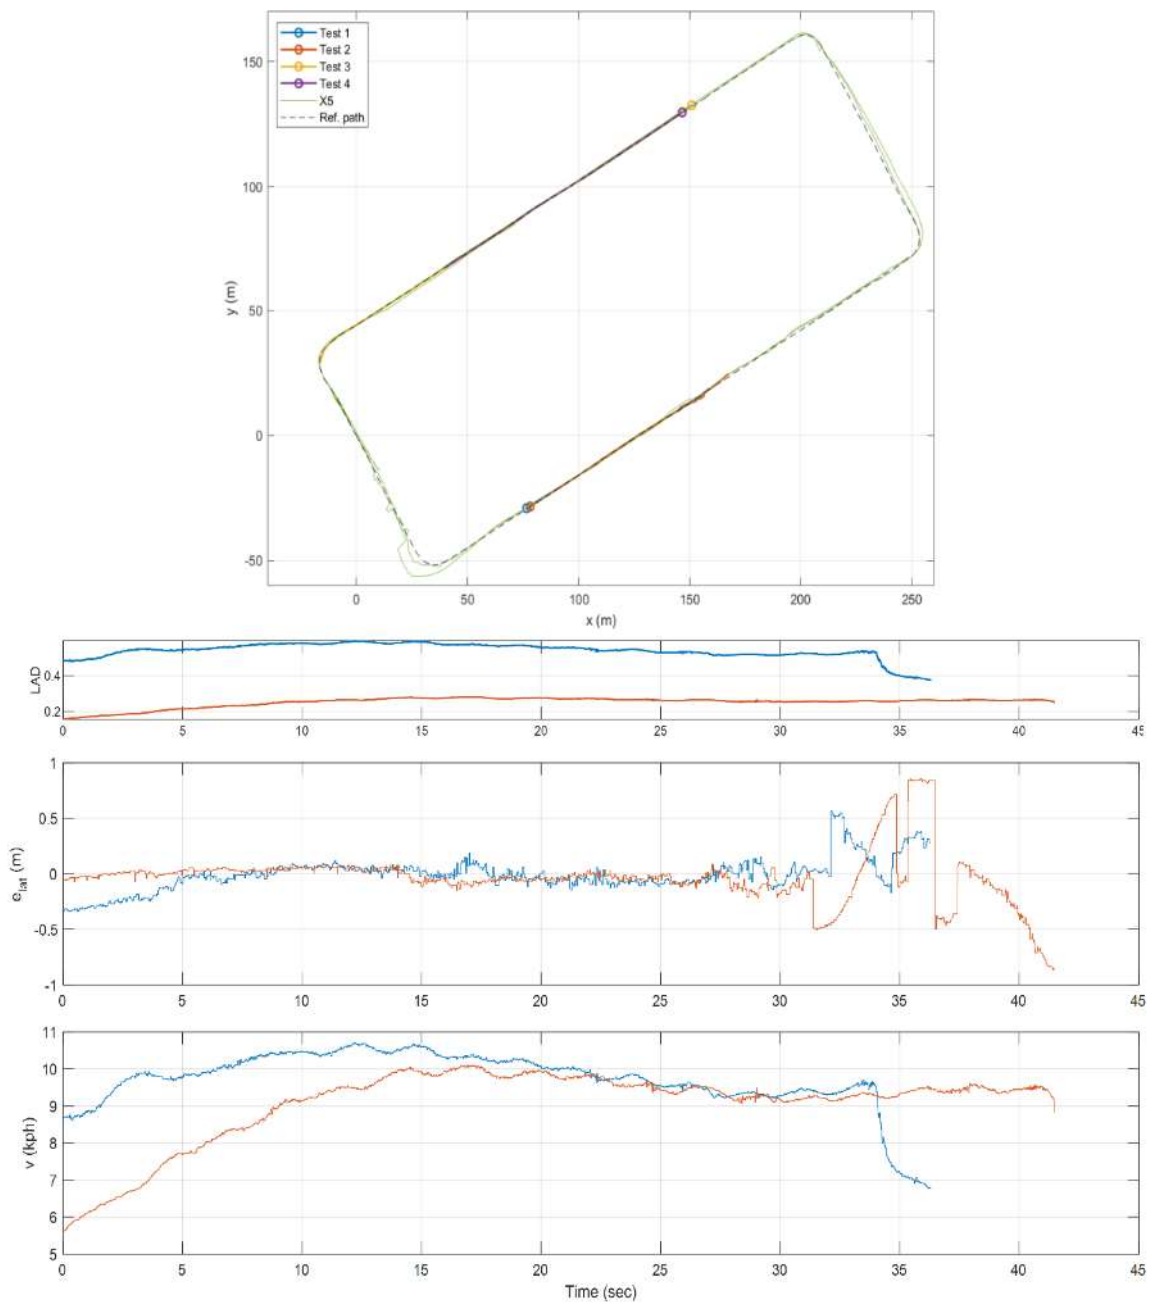 Test 1
Test 2
Test 3
Test 4
X5
Ref. path
150
100
50
0
-50
y (m)
0 50 100 150 200 250
x (m)
LAD
0.4
0.2
0 5 10 15 20 25 30 35 40 45
e_lat (m)
1
0.5
0
-0.5
-1
0 5 10 15 20 25 30 35 40 45
v (kph)
11
10
9
8
7
6
5
0 5 10 15 20 25 30 35 40 45
Time (sec)